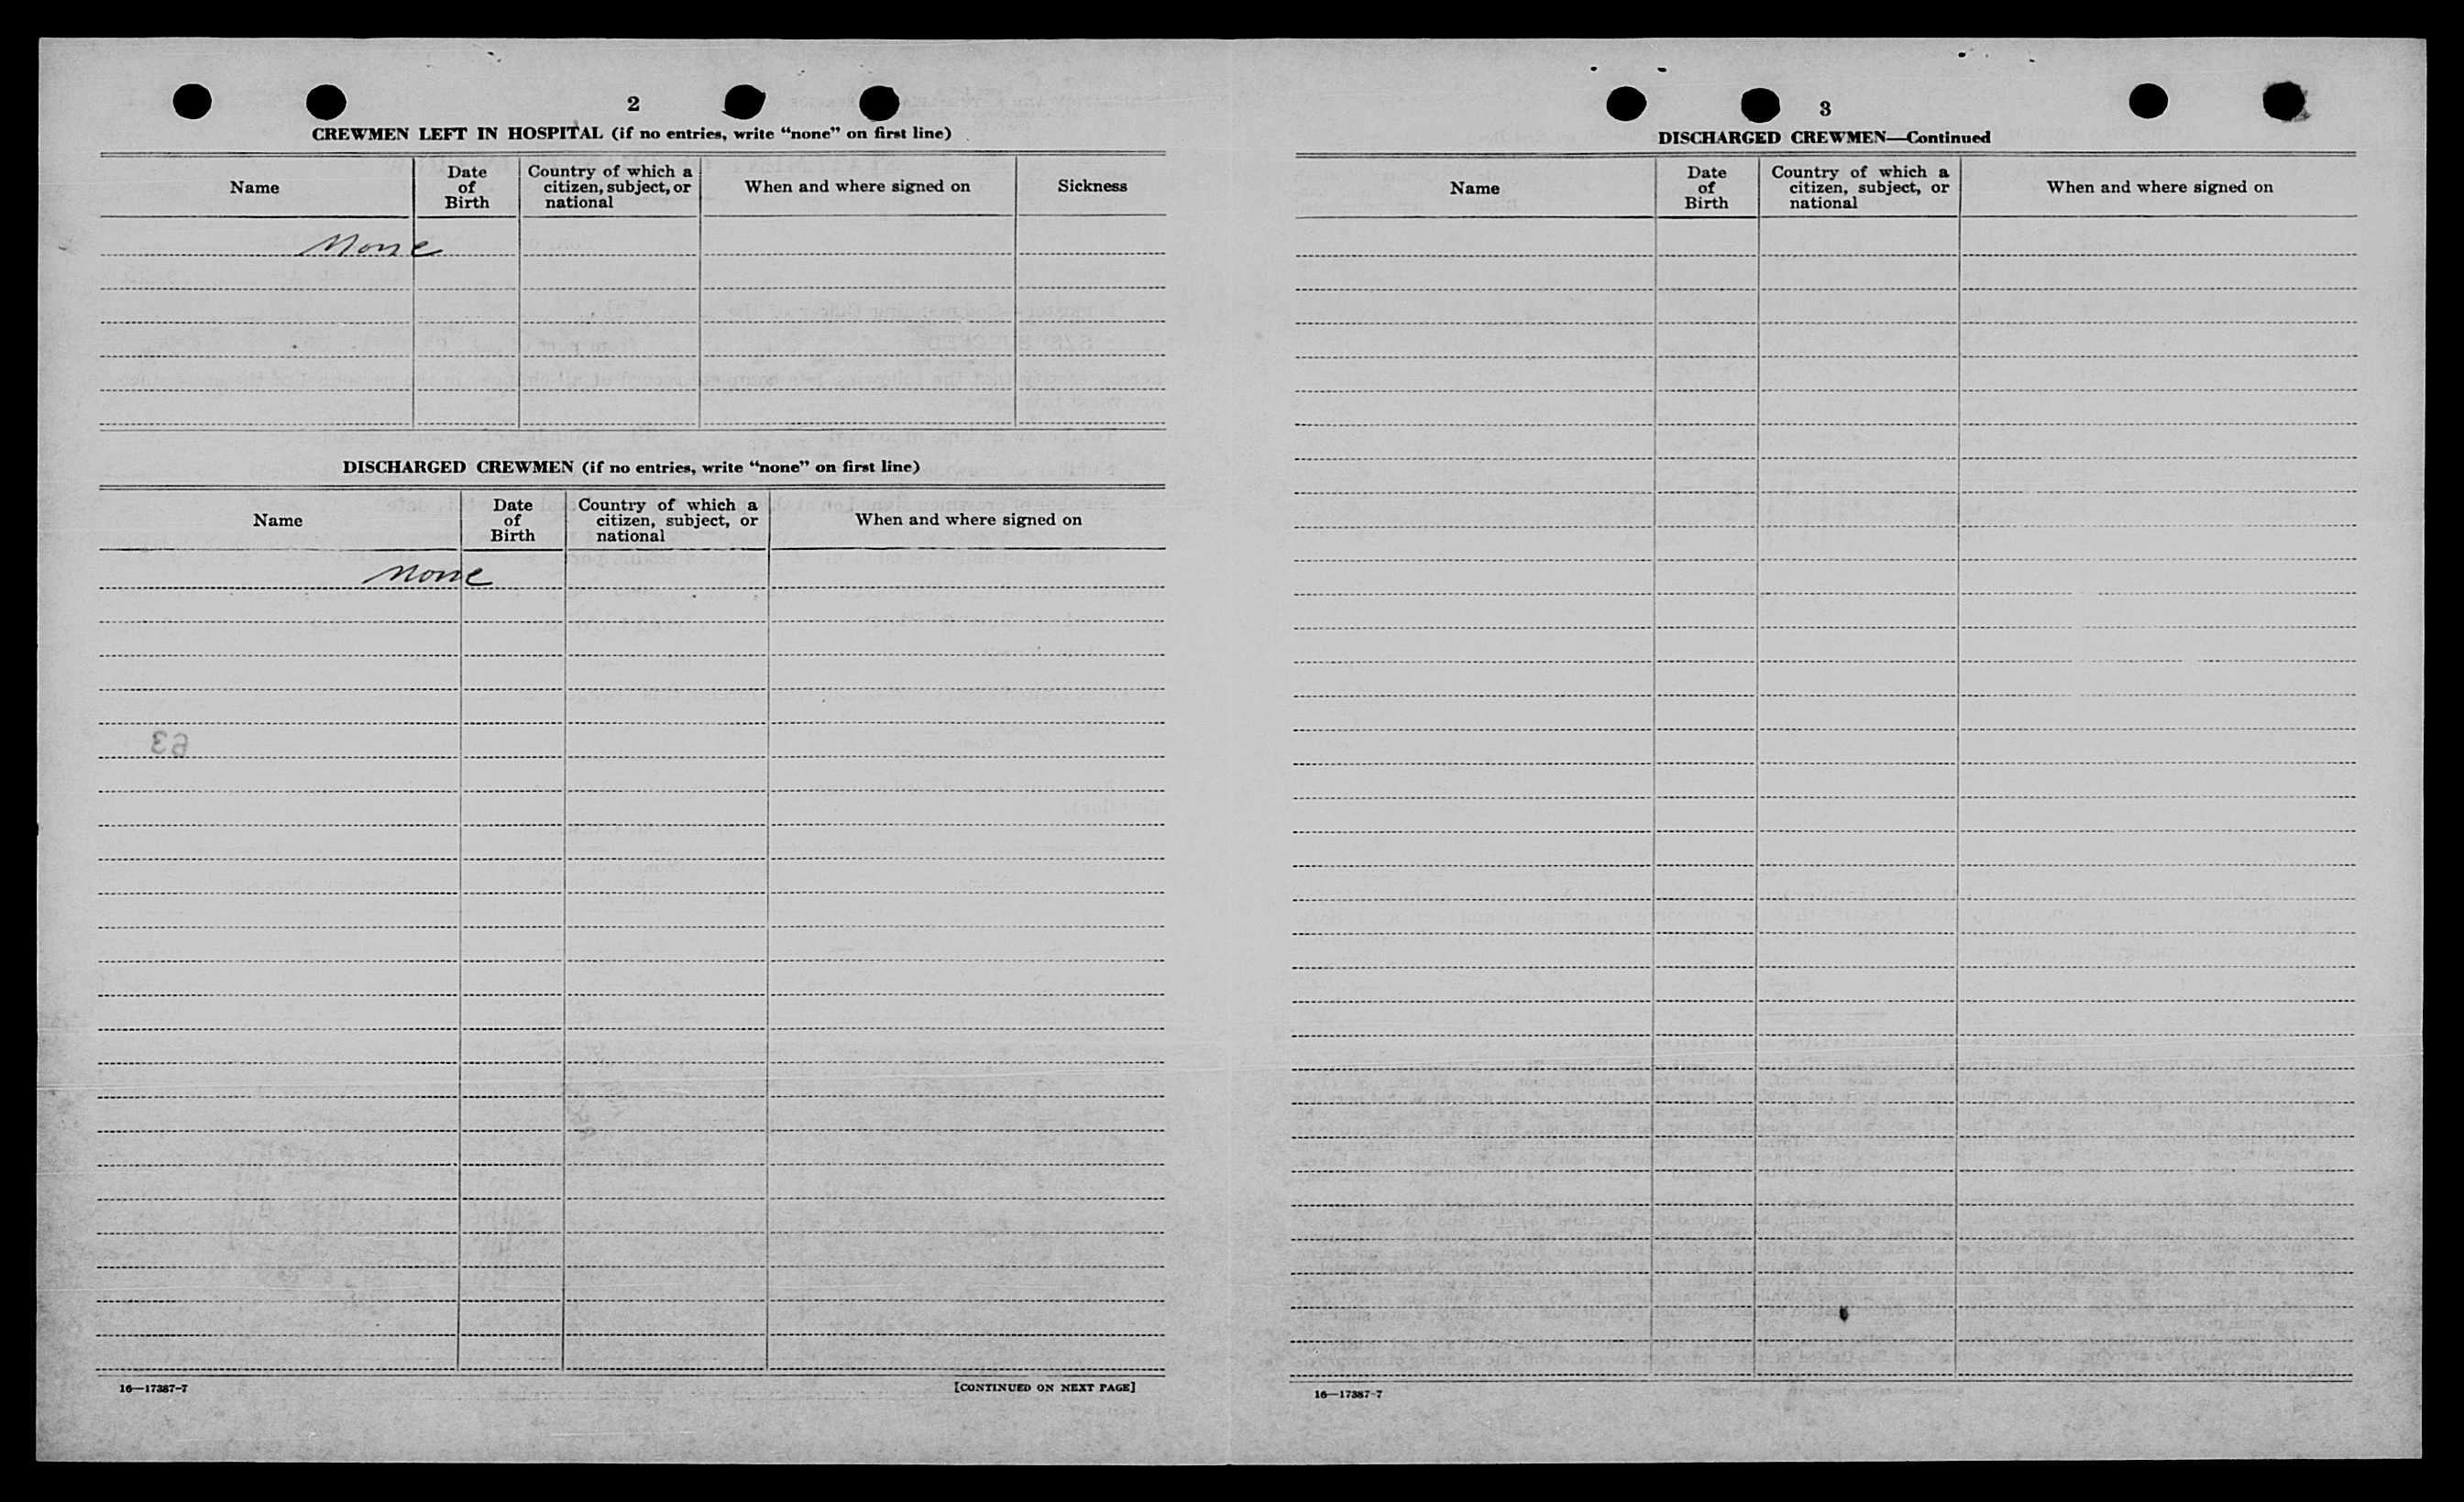 2
CREWMEN LEFT IN HOSPITAL (if no entries, write “none” on first line)
Name
Date of Birth
Country of which a citizen, subject, or national
When and where signed on
Sickness
None
DISCHARGED CREWMEN (if no entries, write “none” on first line)
Name
Date of Birth
Country of which a citizen, subject, or national
When and where signed on
None
63
16—17387-7
[CONTINUED ON NEXT PAGE]
3
DISCHARGED CREWMEN—Continued
Name
Date of Birth
Country of which a citizen, subject, or national
When and where signed on
16—17387-7